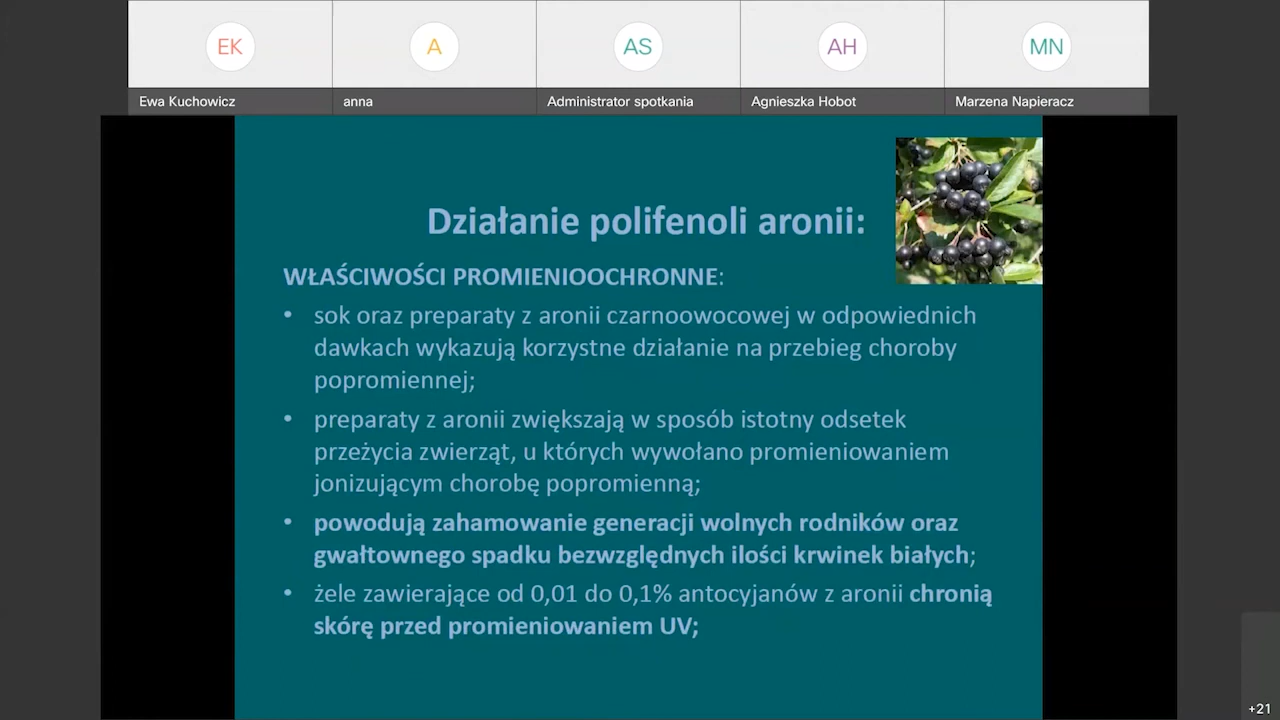 EK
A
AS
AH
MN
Ewa Kuchowicz
anna
Administrator spotkania
Agnieszka Hobot
Marzena Napieracz
Działanie polifenoli aronii:
WŁAŚCIWOŚCI PROMIENIOOCHRONNE:
• sok oraz preparaty z aronii czarnoowocowej w odpowiednich
dawkach wykazują korzystne działanie na przebieg choroby
popromiennej;
• preparaty z aronii zwiększają w sposób istotny odsetek
przeżycia zwierząt, u których wywołano promieniowaniem
jonizującym chorobę popromienną;
• powodują zahamowanie generacji wolnych rodników oraz
gwałtownego spadku bezwzględnych ilości krwinek białych;
• żele zawierające od 0,01 do 0,1% antocyjanów z aronii chronią
skórę przed promieniowaniem UV;
+21